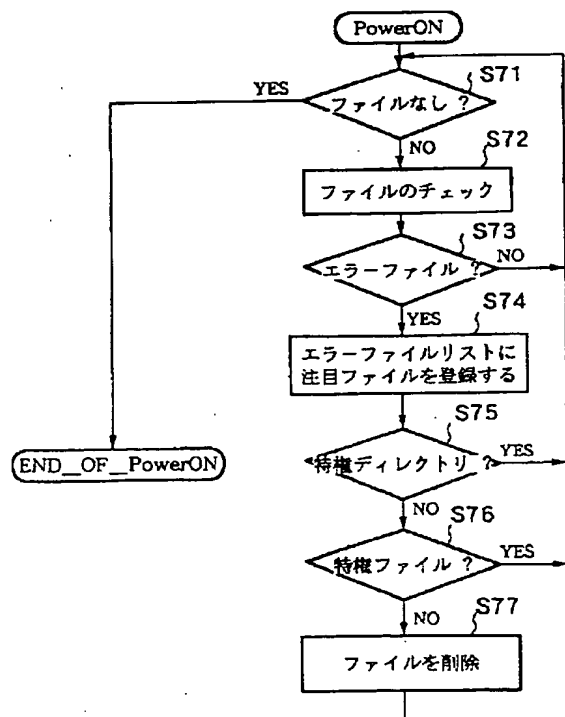 PowerON
S71
YES
ファイルなし ?
NO
S72
ファイルのチェック
S73
エラーファイル ?
NO
YES
S74
エラーファイルリストに
注目ファイルを登録する
S75
特権ディレクトリ ?
YES
END__OF__PowerON
NO
S76
特権ファイル ?
YES
NO
S77
ファイルを削除